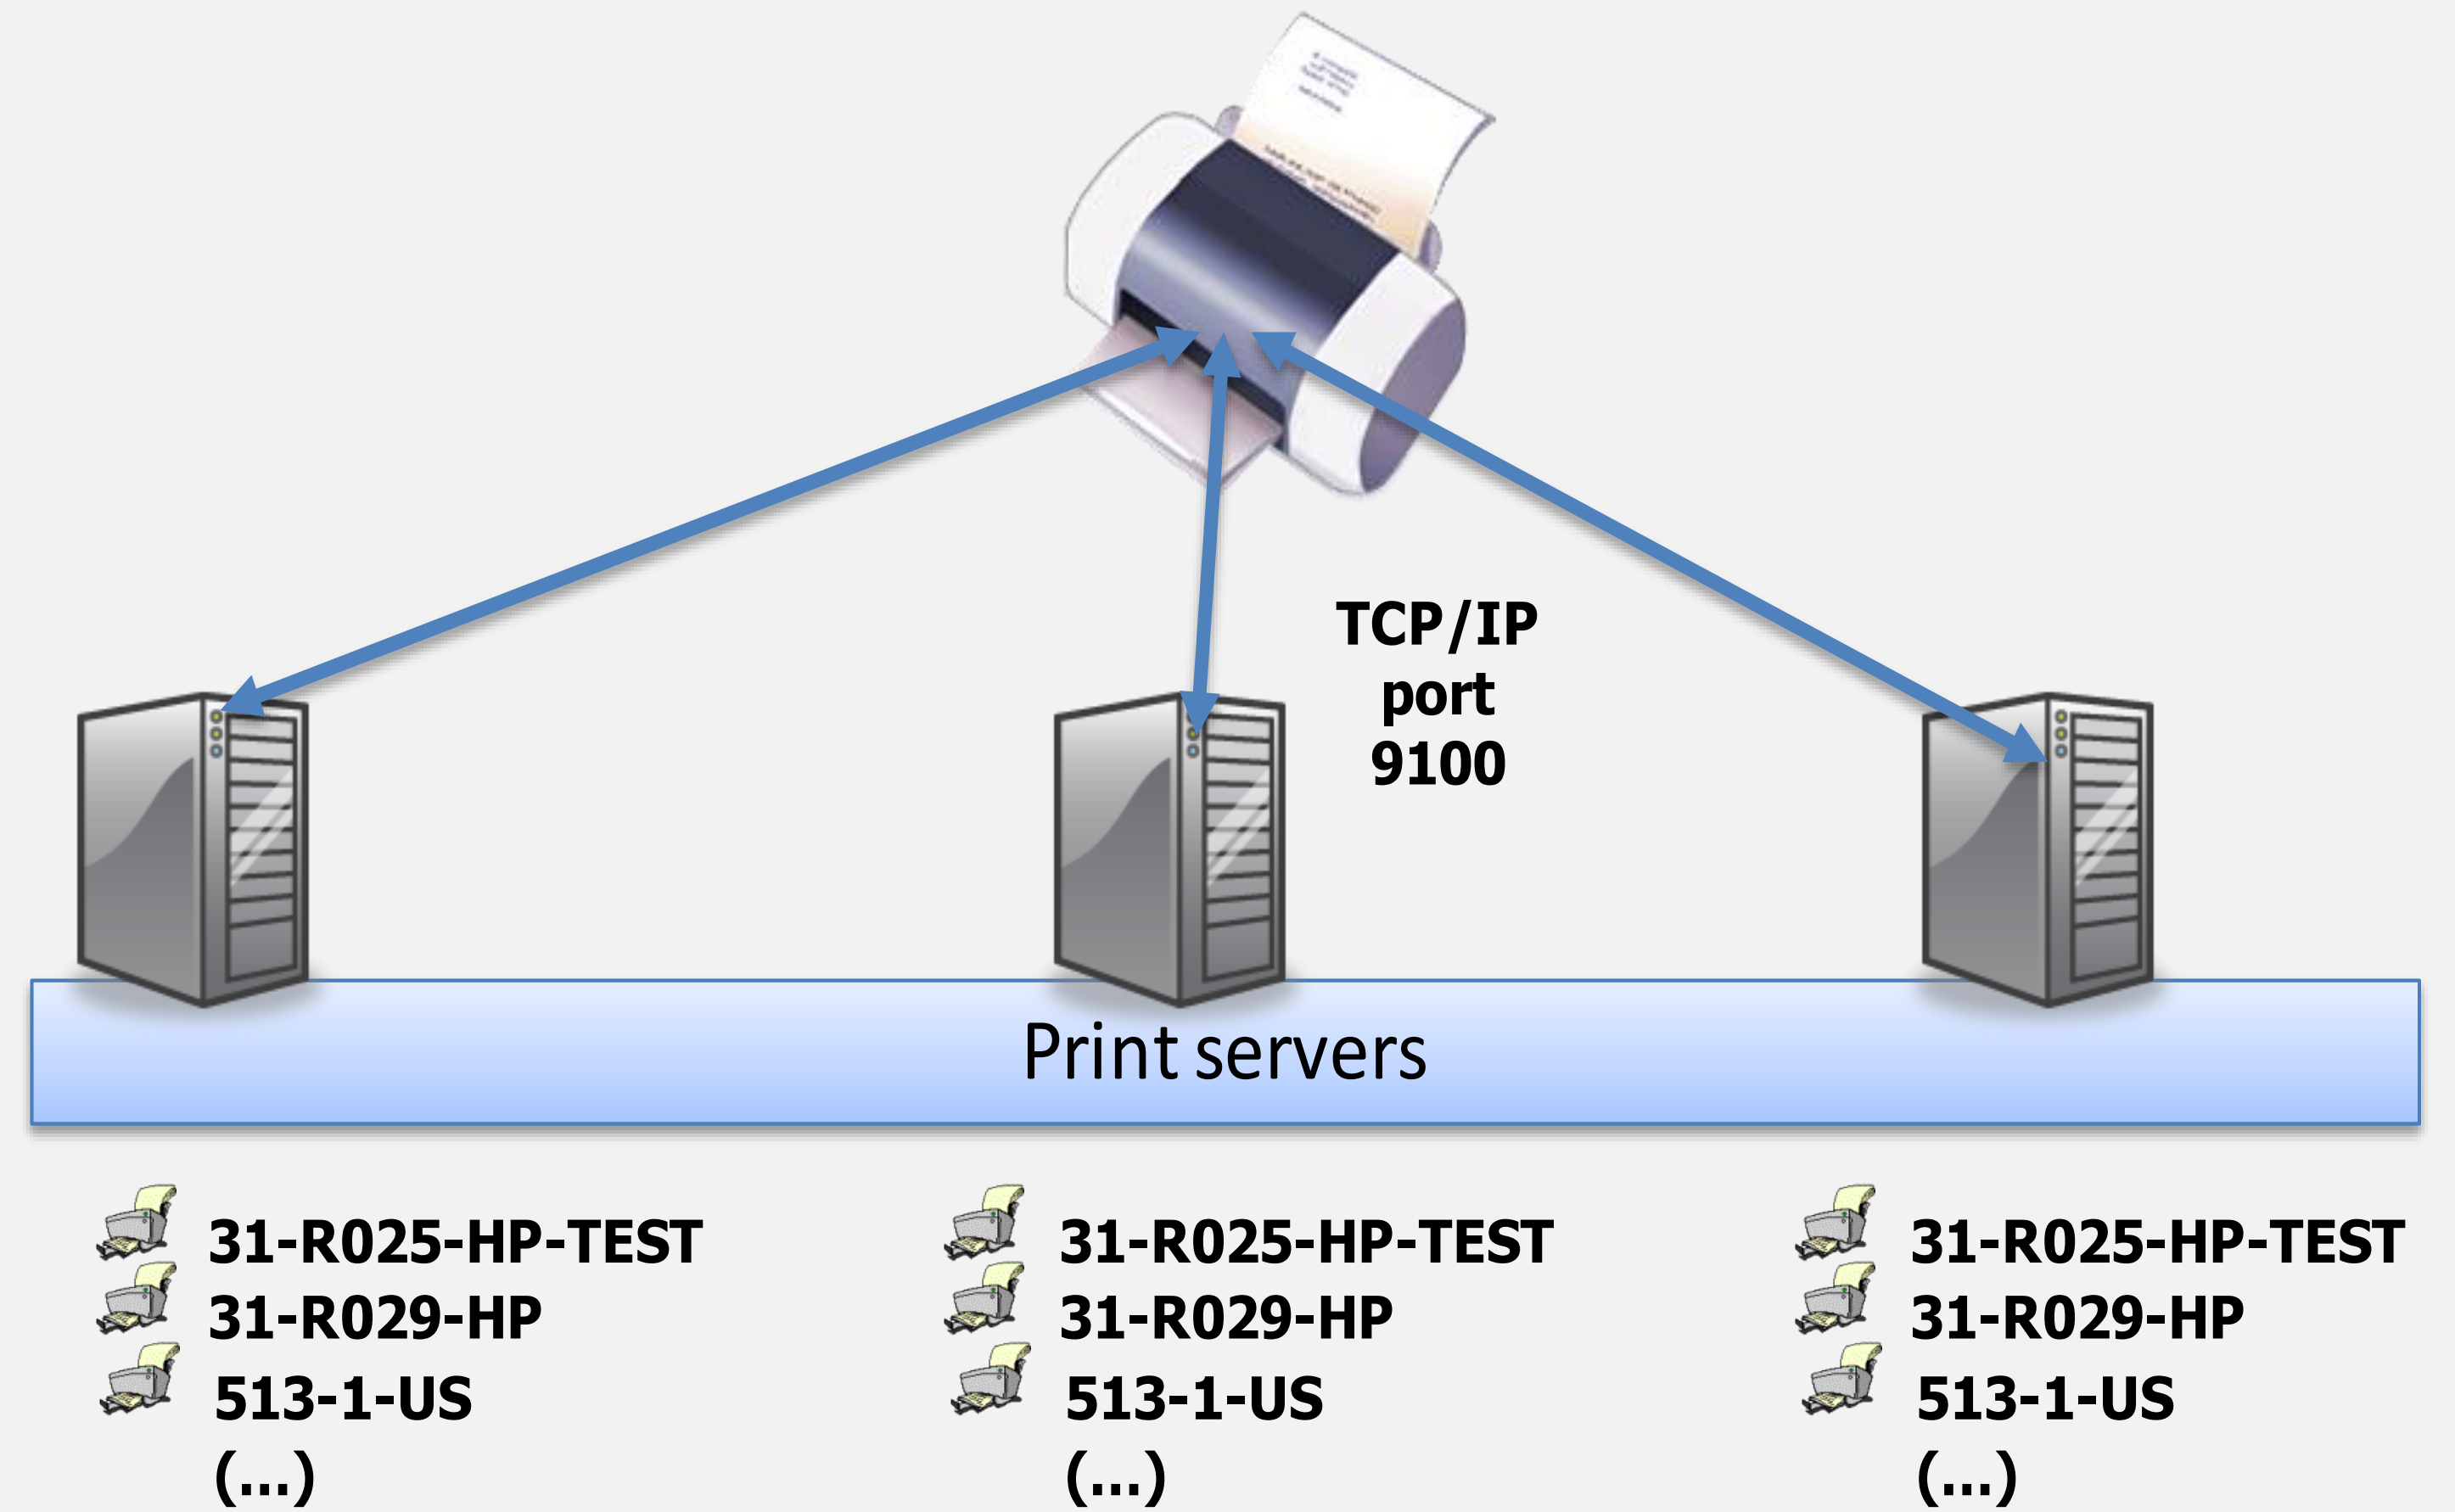 TCP/IP
port
9100
Print servers
31-R025-HP-TEST
31-R029-HP
513-1-US
(...)
31-R025-HP-TEST
31-R029-HP
513-1-US
(...)
31-R025-HP-TEST
31-R029-HP
513-1-US
(...)